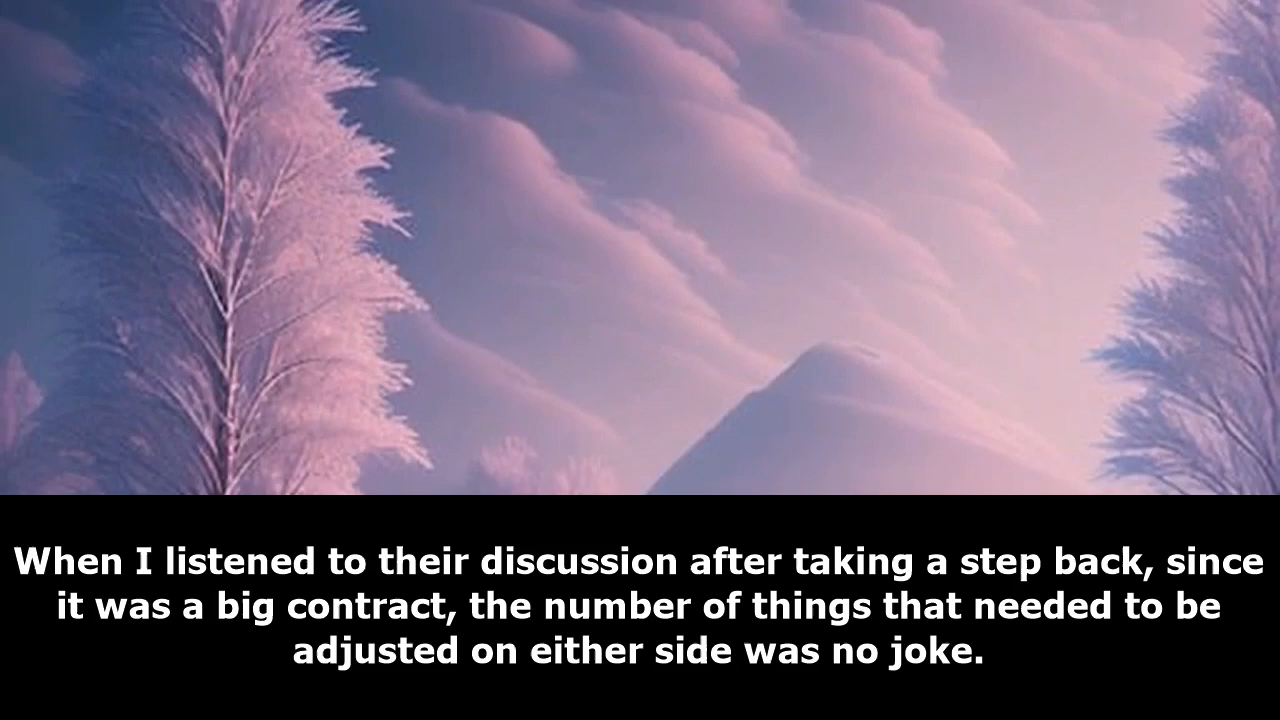 When I listened to their discussion after taking a step back, since
it was a big contract, the number of things that needed to be
adjusted on either side was no joke.